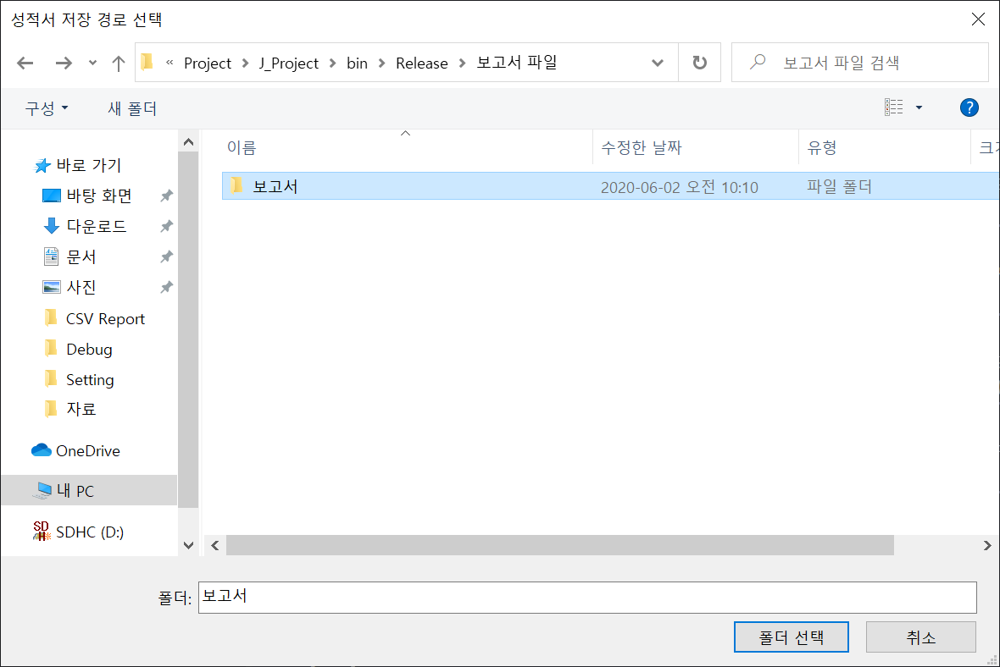 성적서 저장 경로 선택
« Project > J_Project > bin > Release > 보고서 파일
보고서 파일 검색
구성 새 폴더
?
이름 수정한 날짜 유형
보고서 2020-06-02 오전 10:10 파일 폴더
바로 가기
바탕 화면
다운로드
문서
사진
CSV Report
Debug
Setting
자료
OneDrive
내 PC
SD SDHC (D:)
폴더: 보고서
폴더 선택 취소